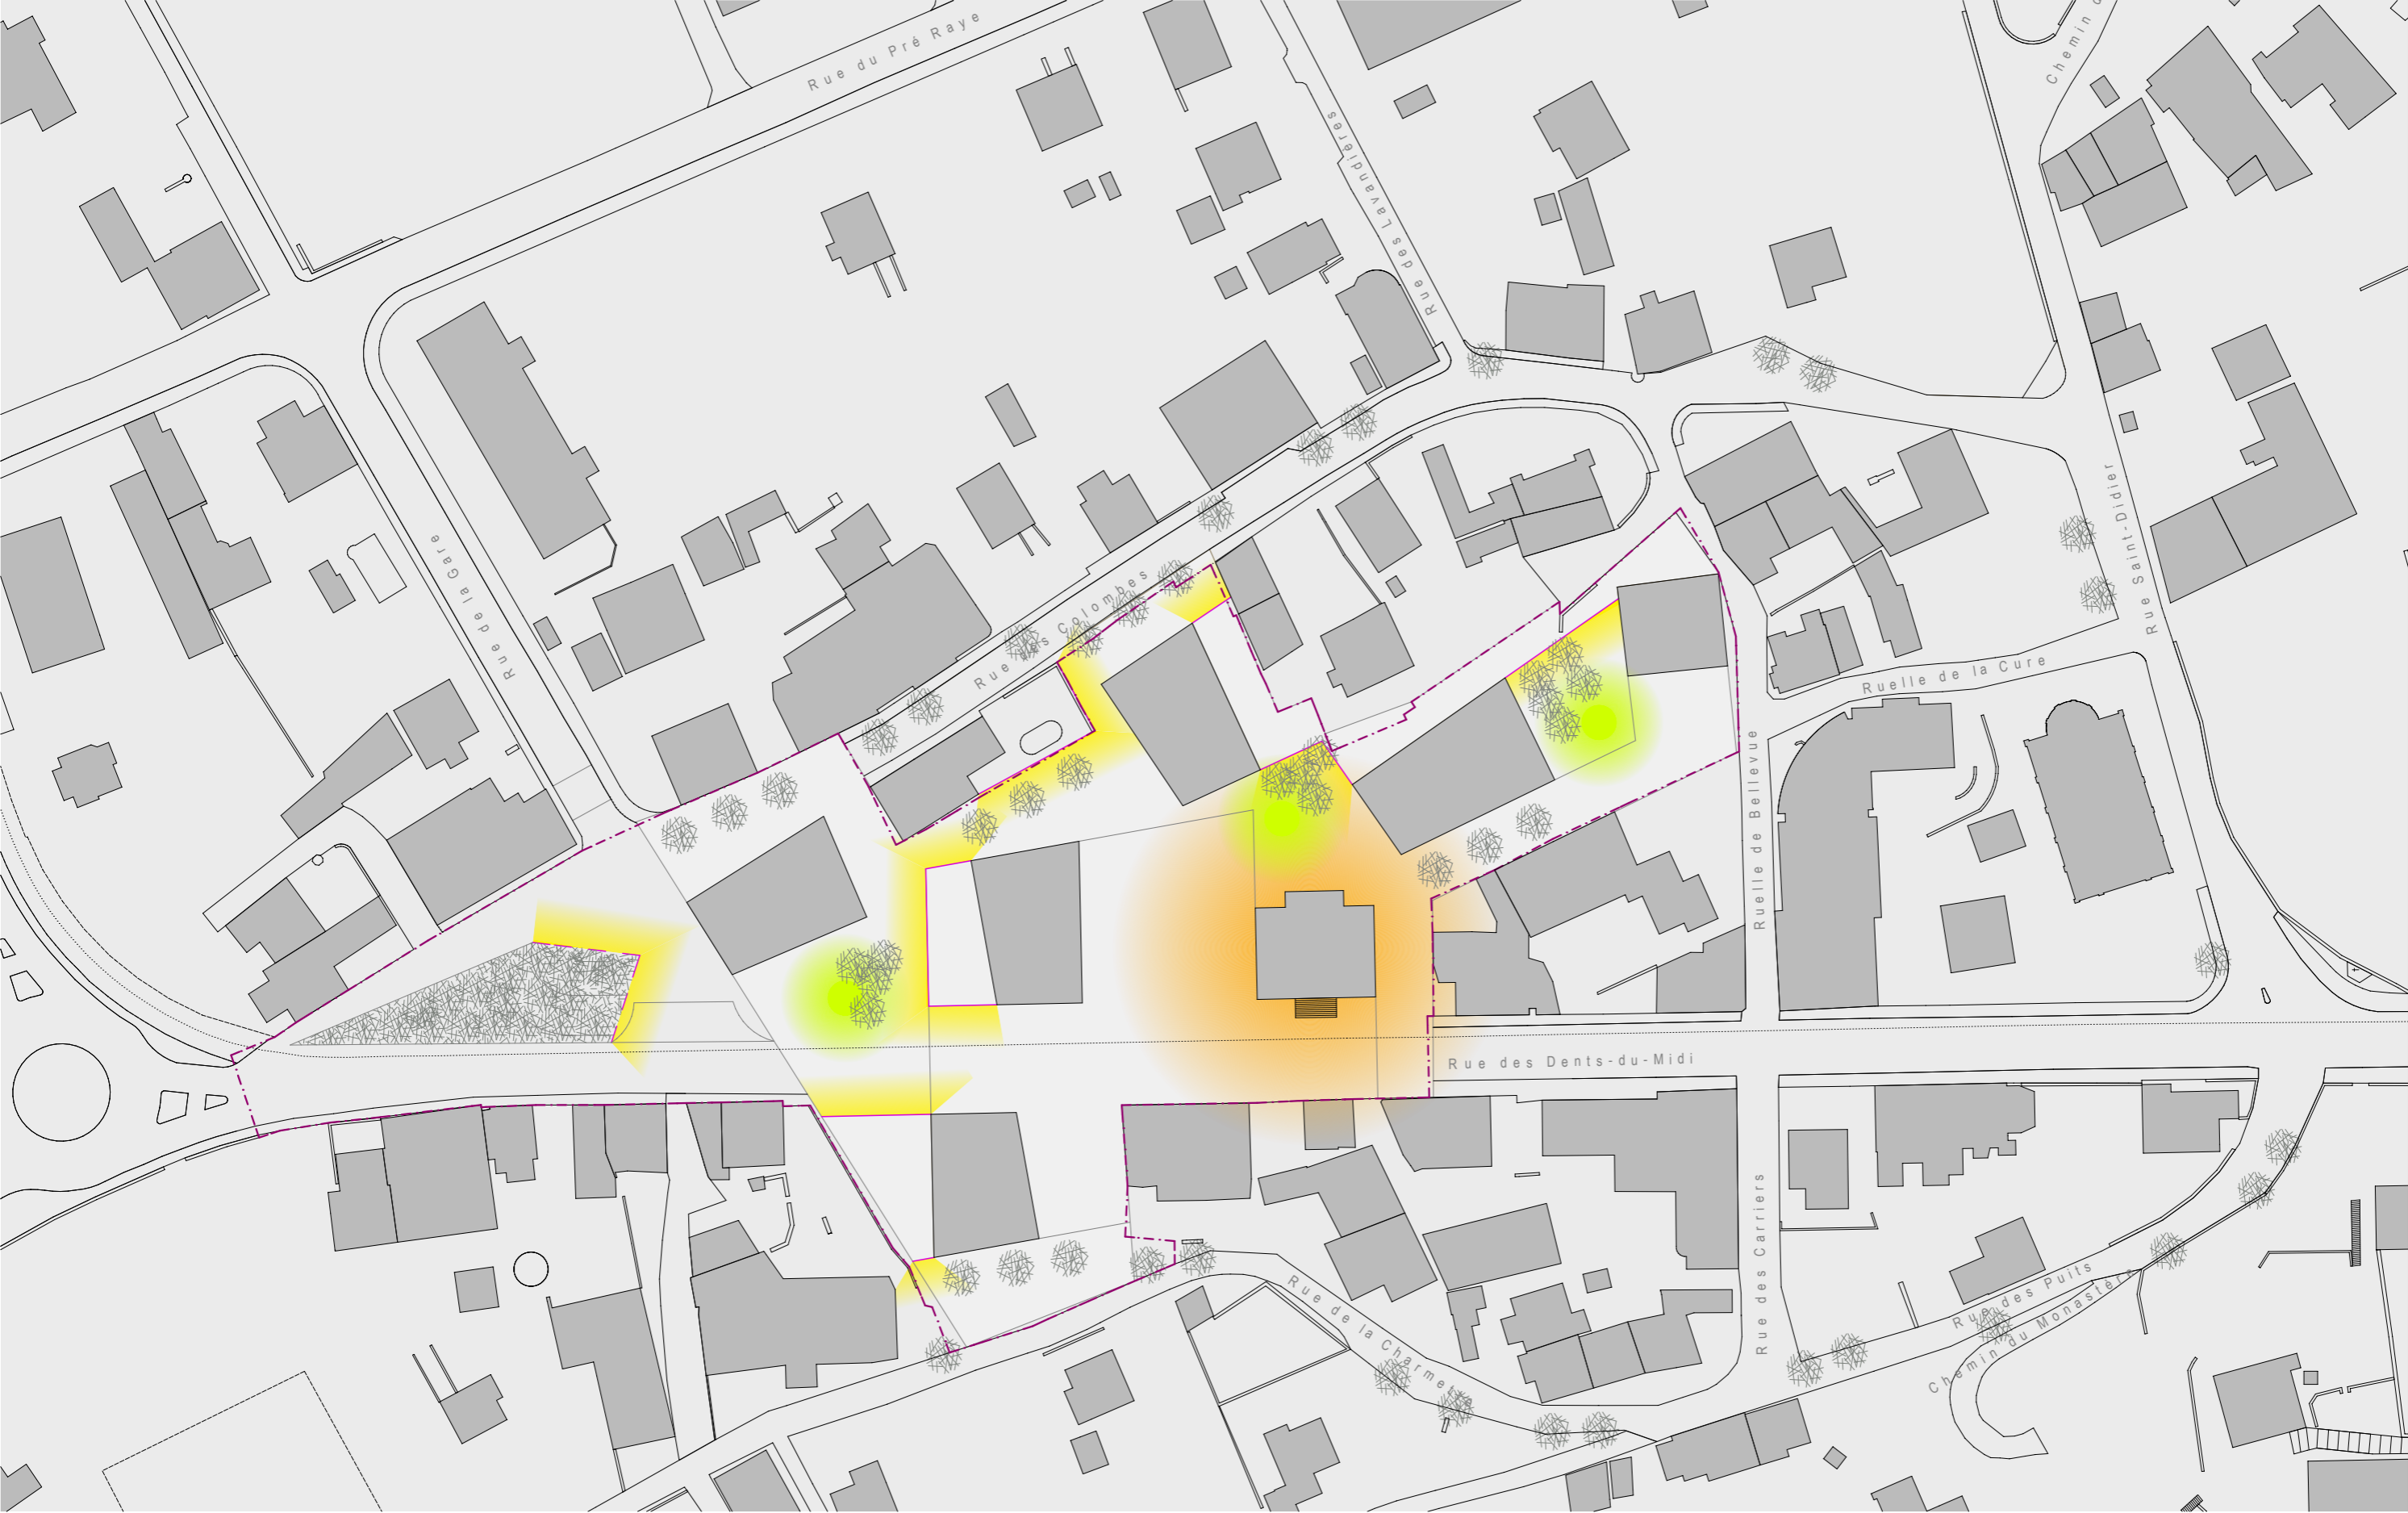 Rue du Pré Raye
Chemin d
Rue des Lavandières
Rue de la Gare
Rue des Colombes
Rue Saint-Didier
Ruelle de la Cure
Ruelle de Bellevue
Rue des Dents-du-Midi
Rue des Carriers
Rue de la Charmette
Rue des Puits
Chemin du Monastère